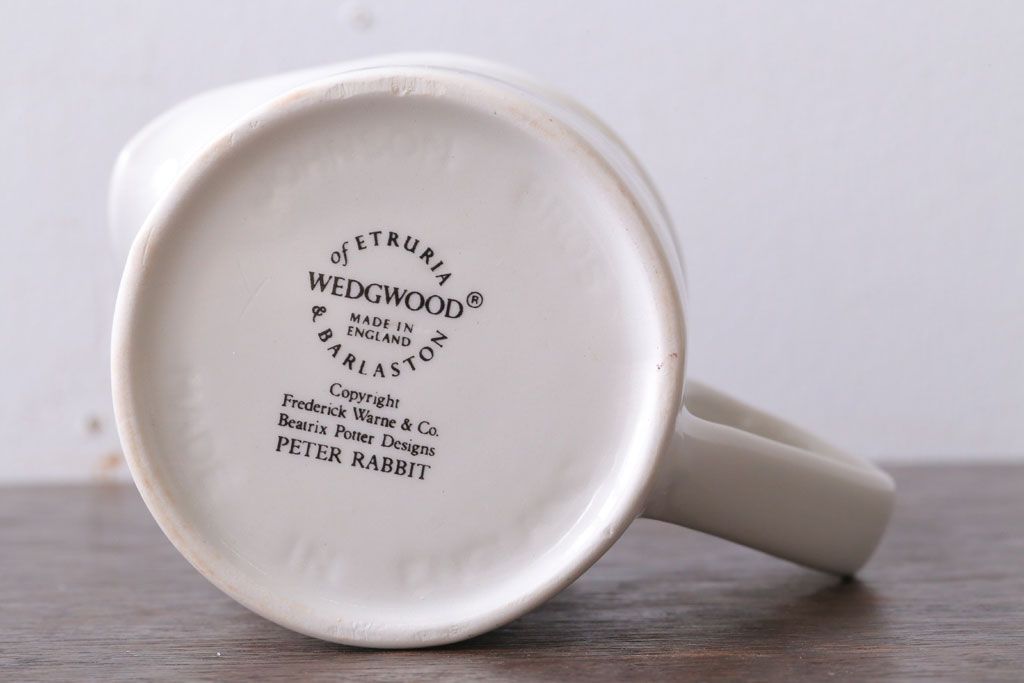 of ETRURIA
WEDGWOOD®
MADE IN
ENGLAND
& BARLASTON
Copyright
Frederick Warne & Co.
Beatrix Potter Designs
PETER RABBIT